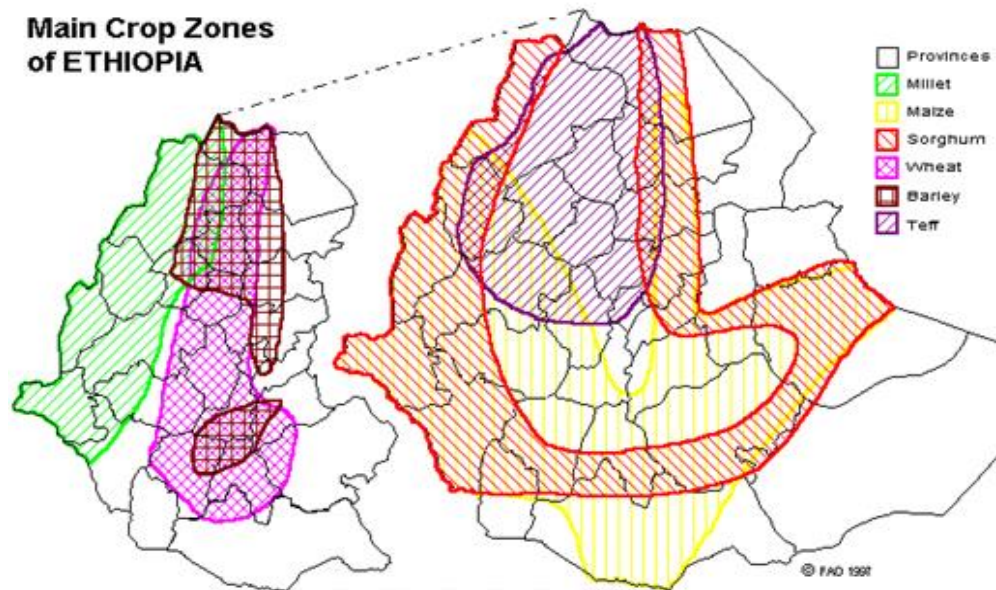 Main Crop Zones
of ETHIOPIA
Provinces
Millet
Maize
Sorghum
Wheat
Barley
Teff
© FAO 1997